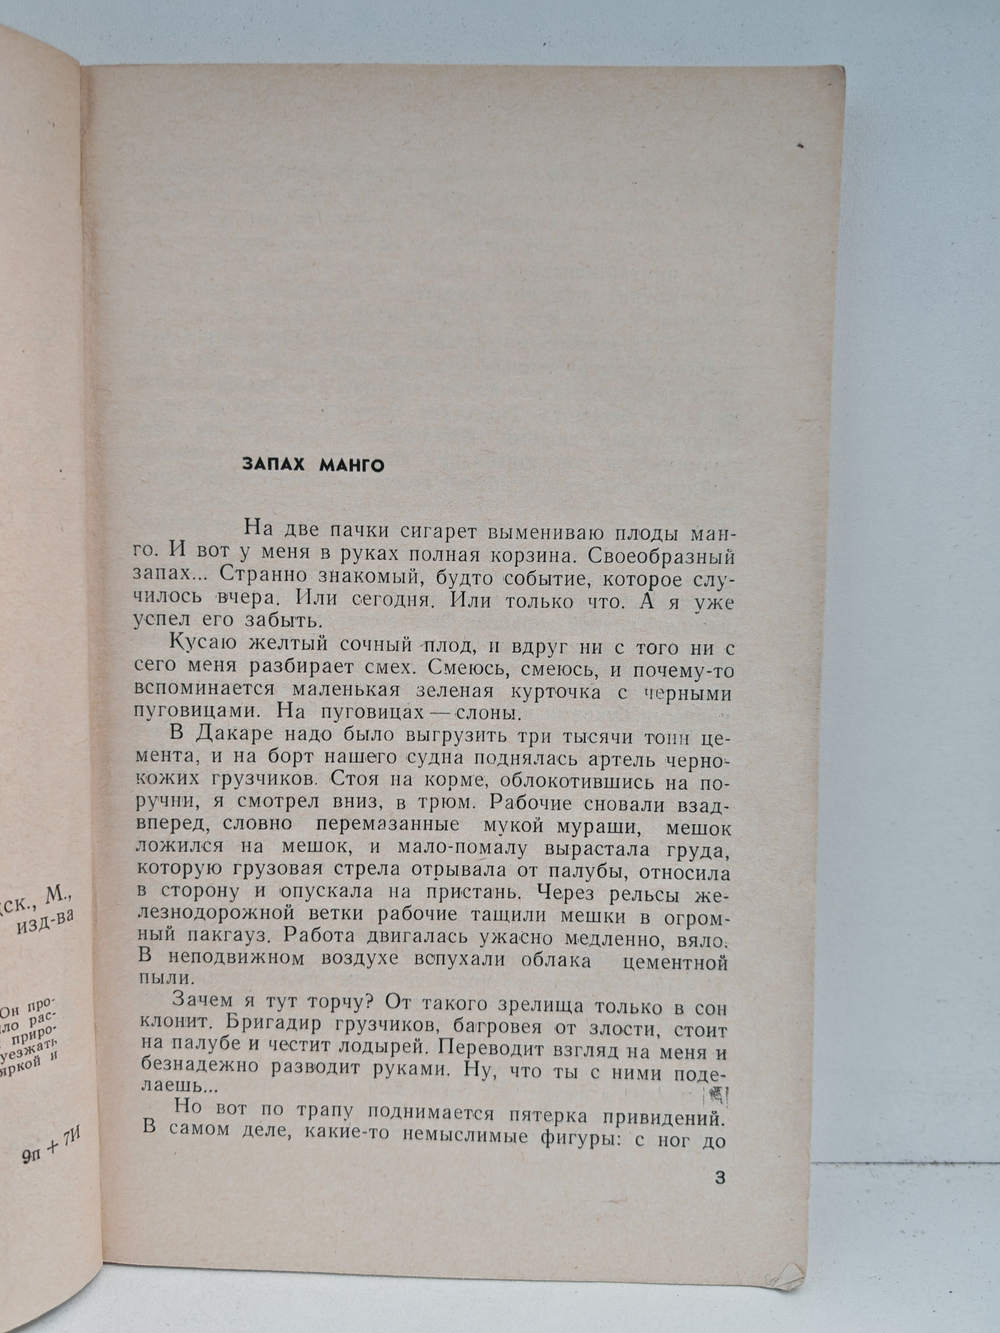 ск., М.,
изд-ва
Он про-
ло рас-
приро-
уезжать
яркой и
9п + 7И
ЗАПАХ МАНГО
На две пачки сигарет вымениваю плоды ман-
го. И вот у меня в руках полная корзина. Своеобразный
запах... Странно знакомый, будто событие, которое слу-
чилось вчера. Или сегодня. Или только что. А я уже
успел его забыть.
Кусаю желтый сочный плод, и вдруг ни с того ни с
сего меня разбирает смех. Смеюсь, смеюсь, и почему-то
вспоминается маленькая зеленая курточка с черными
пуговицами. На пуговицах — слоны.
В Дакаре надо было выгрузить три тысячи тонн це-
мента, и на борт нашего судна поднялась артель черно-
кожих грузчиков. Стоя на корме, облокотившись на по-
ручни, я смотрел вниз, в трюм. Рабочие сновали взад-
вперед, словно перемазанные мукой мураши, мешок
ложился на мешок, и мало-помалу вырастала груда,
которую грузовая стрела отрывала от палубы, относила
в сторону и опускала на пристань. Через рельсы же-
лезнодорожной ветки рабочие тащили мешки в огром-
ный пакгауз. Работа двигалась ужасно медленно, вяло.
В неподвижном воздухе вспухали облака цементной
пыли.
Зачем я тут торчу? От такого зрелища только в сон
клонит. Бригадир грузчиков, багровея от злости, стоит
на палубе и честит лодырей. Переводит взгляд на меня и
безнадежно разводит руками. Ну, что ты с ними поде-
лаешь...
Но вот по трапу поднимается пятерка привидений.
В самом деле, какие-то немыслимые фигуры: с ног до
3